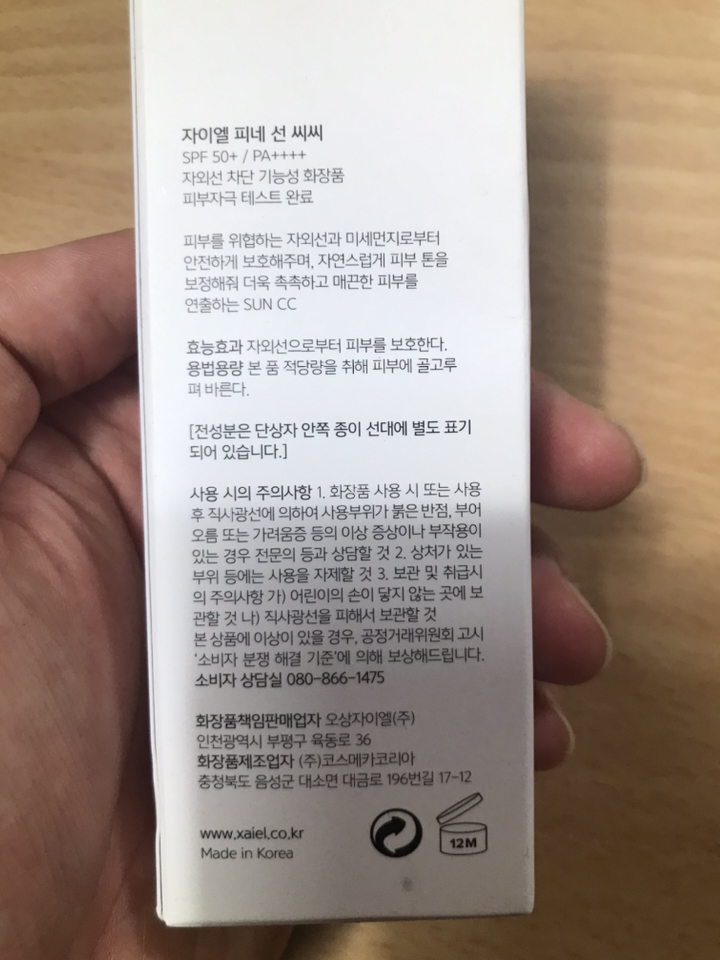 자이엘 피네 선 씨씨
SPF 50+ / PA++++
자외선 차단 기능성 화장품
피부자극 테스트 완료
피부를 위협하는 자외선과 미세먼지로부터
안전하게 보호해주며, 자연스럽게 피부 톤을
보정해줘 더욱 촉촉하고 매끈한 피부를
연출하는 SUN CC
효능효과 자외선으로부터 피부를 보호한다.
용법용량 본 품 적당량을 취해 피부에 골고루
펴 바른다.
[전성분은 단상자 안쪽 종이 선대에 별도 표기
되어 있습니다.]
사용 시의 주의사항 1. 화장품 사용 시 또는 사용
후 직사광선에 의하여 사용부위가 붉은 반점, 부어
오름 또는 가려움증 등의 이상 증상이나 부작용이
있는 경우 전문의 등과 상담할 것 2. 상처가 있는
부위 등에는 사용을 자제할 것 3. 보관 및 취급시
의 주의사항 가) 어린이의 손이 닿지 않는 곳에 보
관할 것 나) 직사광선을 피해서 보관할 것
본 상품에 이상이 있을 경우, 공정거래위원회 고시
'소비자 분쟁 해결 기준'에 의해 보상해드립니다.
소비자 상담실 080-866-1475
화장품책임판매업자 오상자이엘(주)
인천광역시 부평구 육동로 36
화장품제조업자 (주)코스메카코리아
충청북도 음성군 대소면 대금로 196번길 17-12
www.xaiel.co.kr
Made in Korea
12M